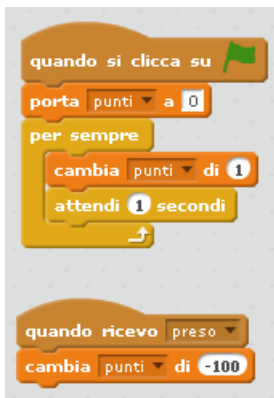 quando si clicca su
porta punti a 0
per sempre
cambia punti di 1
attendi 1 secondi
quando ricevo preso
cambia punti di -100